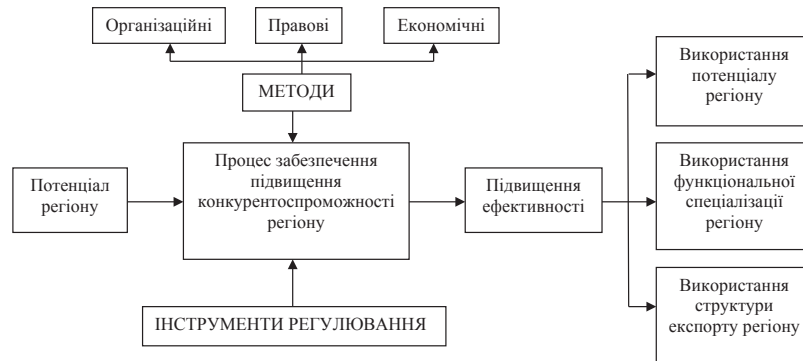 Організаційні
Правові
Економічні
МЕТОДИ
Потенціал
регіону
Процес забезпечення
підвищення
конкурентоспроможності
регіону
Підвищення
ефективності
Використання
потенціалу
регіону
Використання
функціональної
спеціалізації
регіону
Використання
структури
експорту регіону
ІНСТРУМЕНТИ РЕГУЛЮВАННЯ